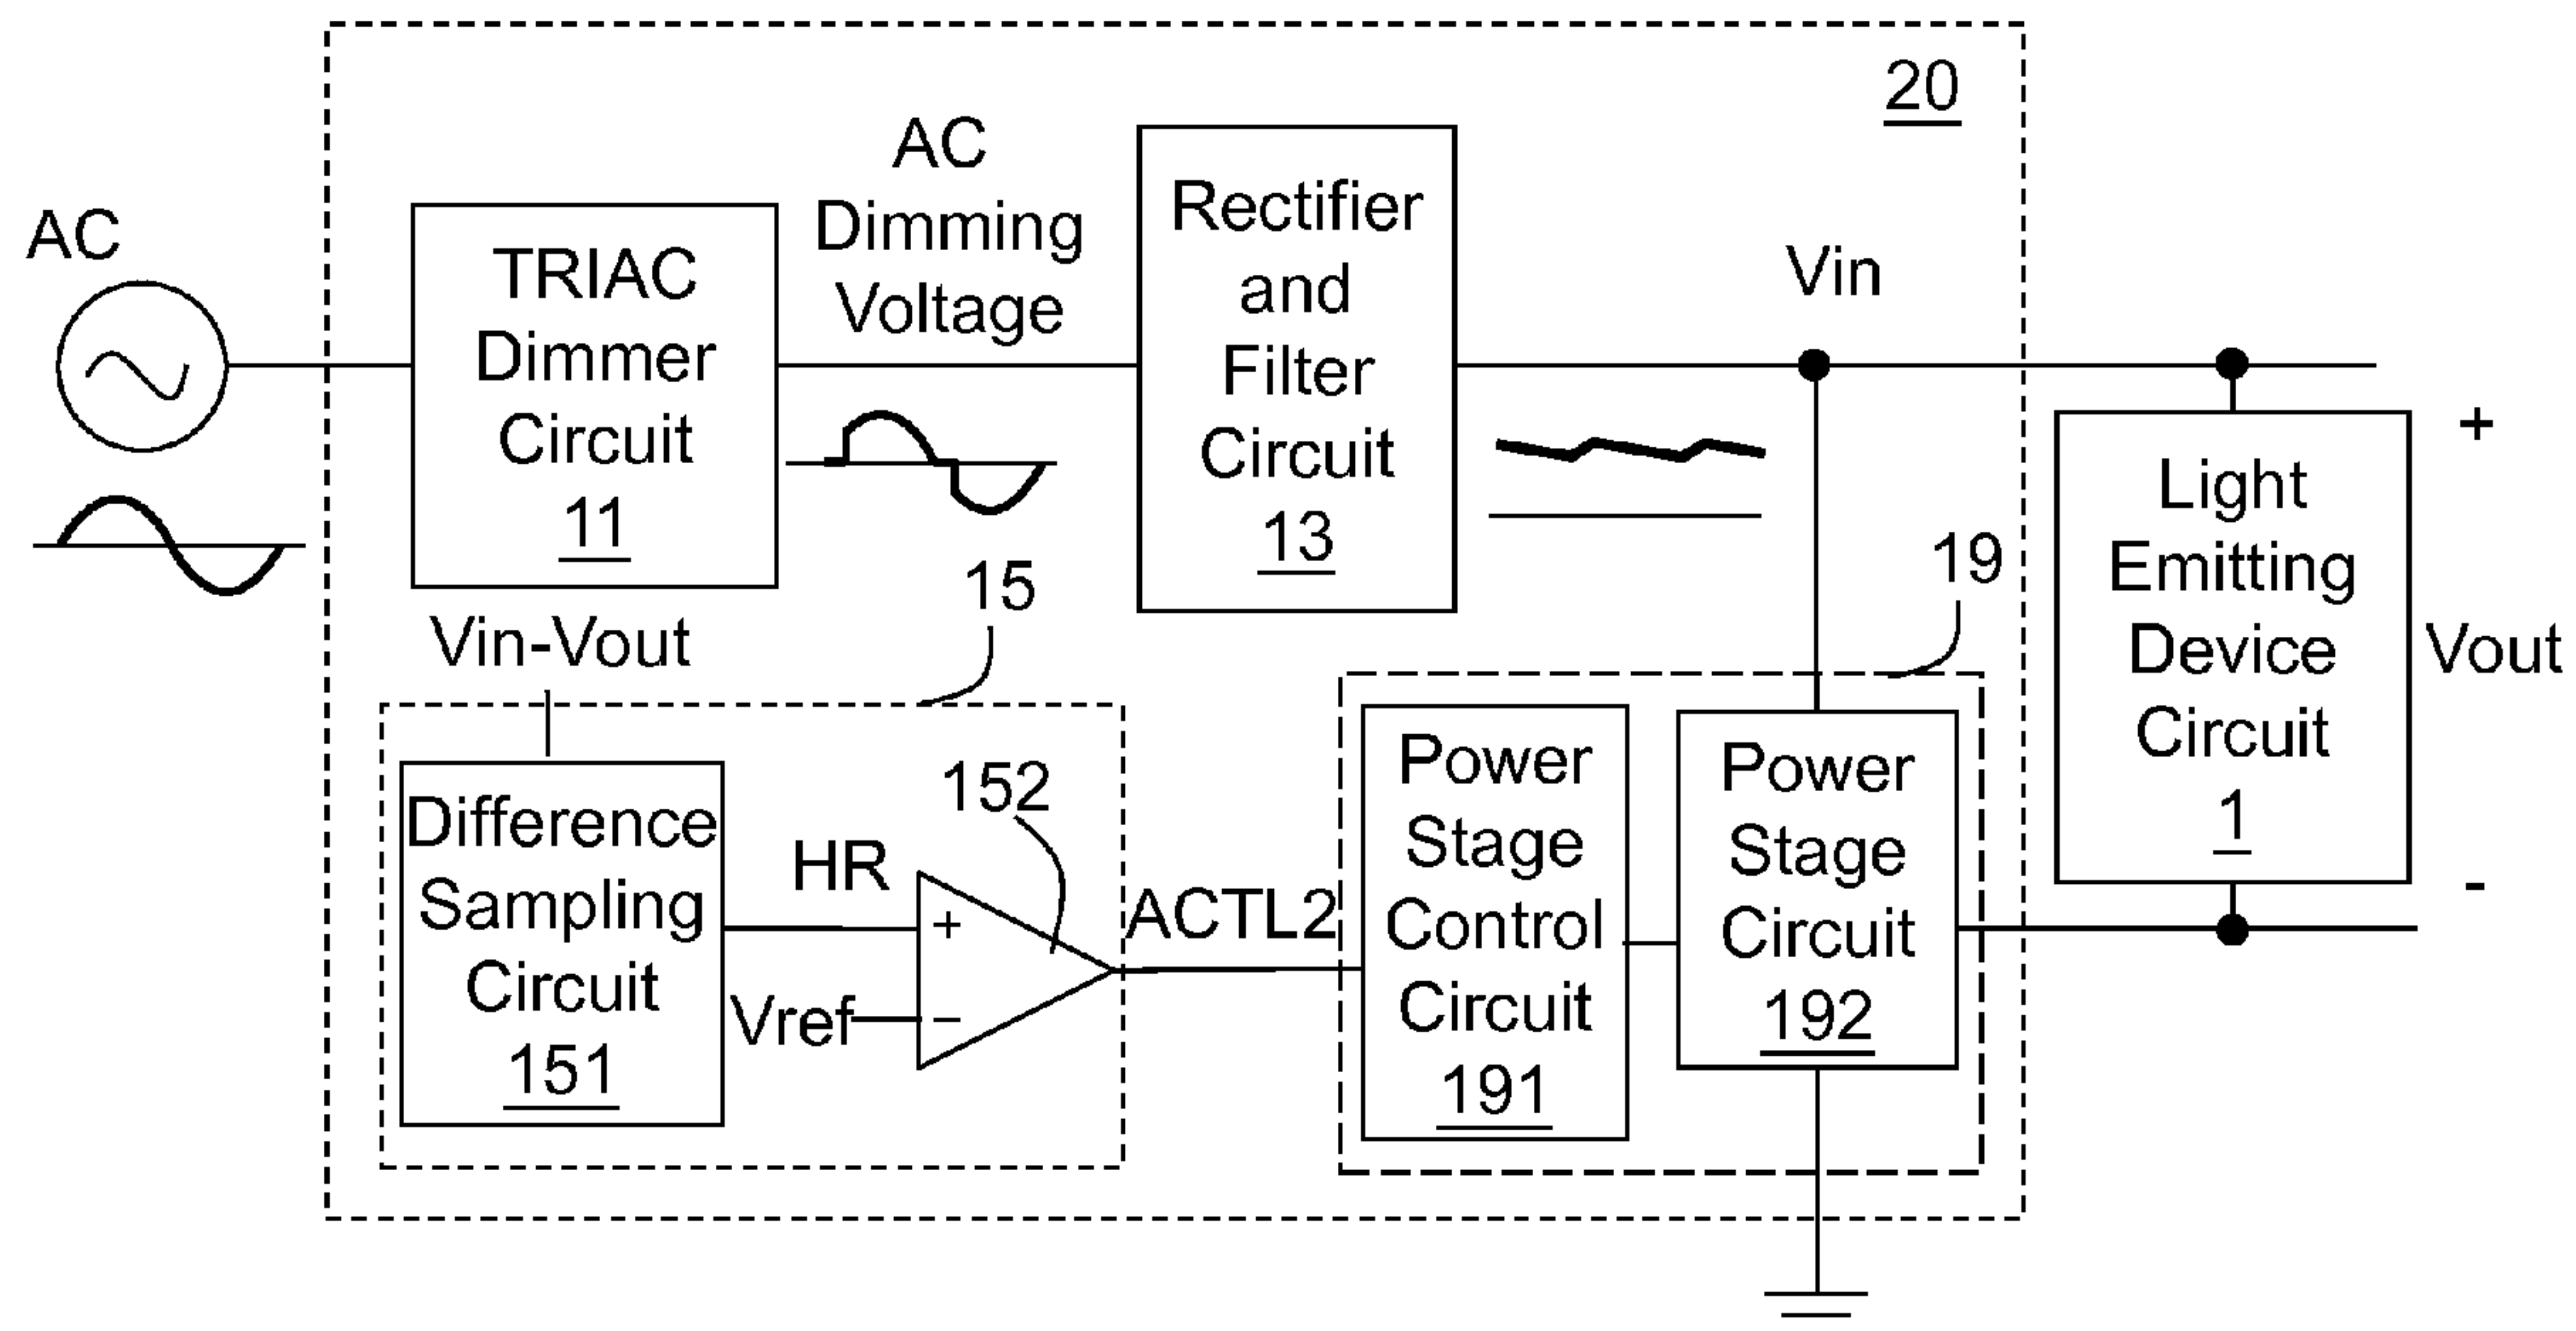 20
AC
AC
Dimming
Voltage
TRIAC
Dimmer
Circuit
11
Rectifier
and
Filter
Circuit
13
Vin
+
Light
Emitting
Device
Circuit
1
Vout
-
15
19
Vin-Vout
Difference
Sampling
Circuit
151
HR
152
+
Vref
−
ACTL2
Power
Stage
Control
Circuit
191
Power
Stage
Circuit
192